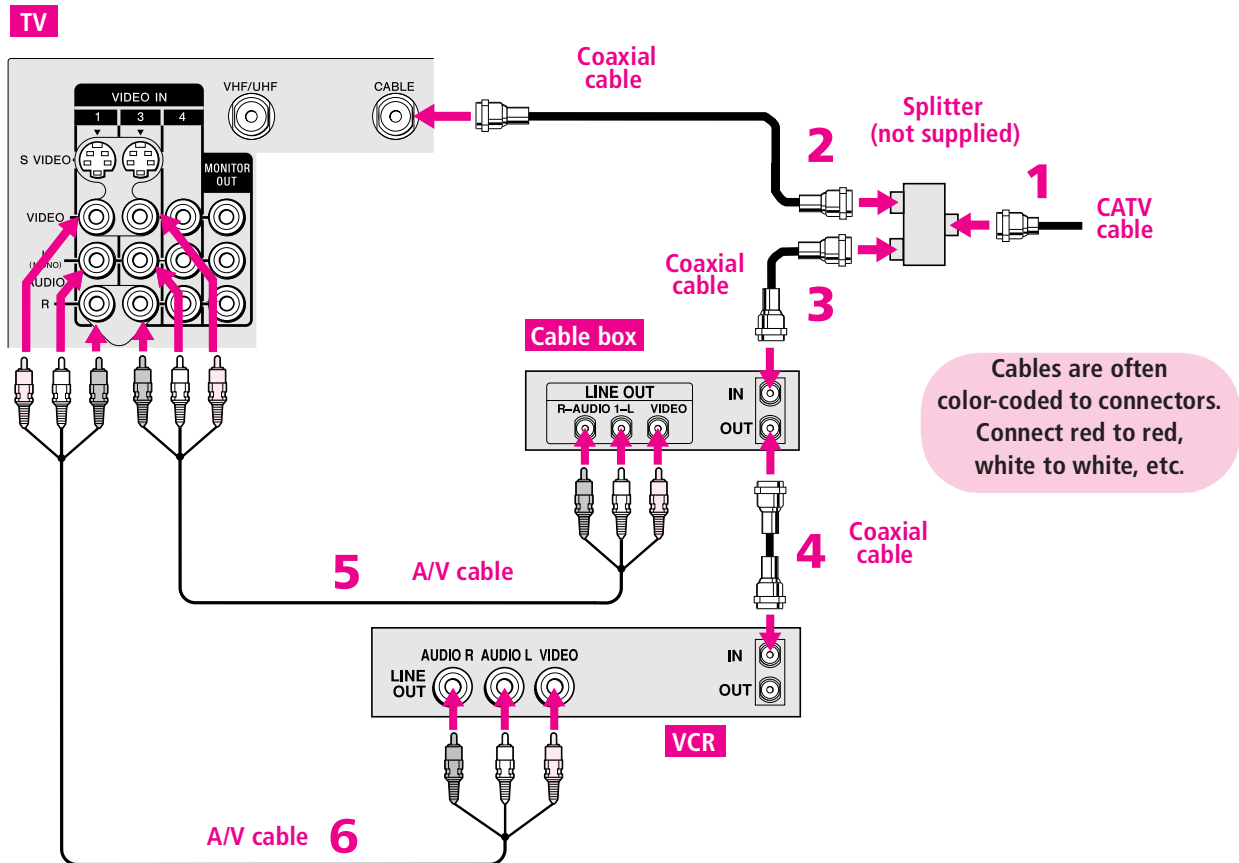 TV
Coaxial
cable
VHF/UHF
CABLE
VIDEO IN
1 3 4
Splitter
(not supplied)
2
1
S VIDEO
MONITOR
OUT
VIDEO
CATV
cable
(MONO)
AUDIO
R
Coaxial
cable
3
Cable box
LINE OUT
R–AUDIO 1–L VIDEO
IN
OUT
Cables are often
color-coded to connectors.
Connect red to red,
white to white, etc.
4
Coaxial
cable
5
A/V cable
AUDIO R AUDIO L VIDEO
LINE
OUT
IN
OUT
VCR
A/V cable
6